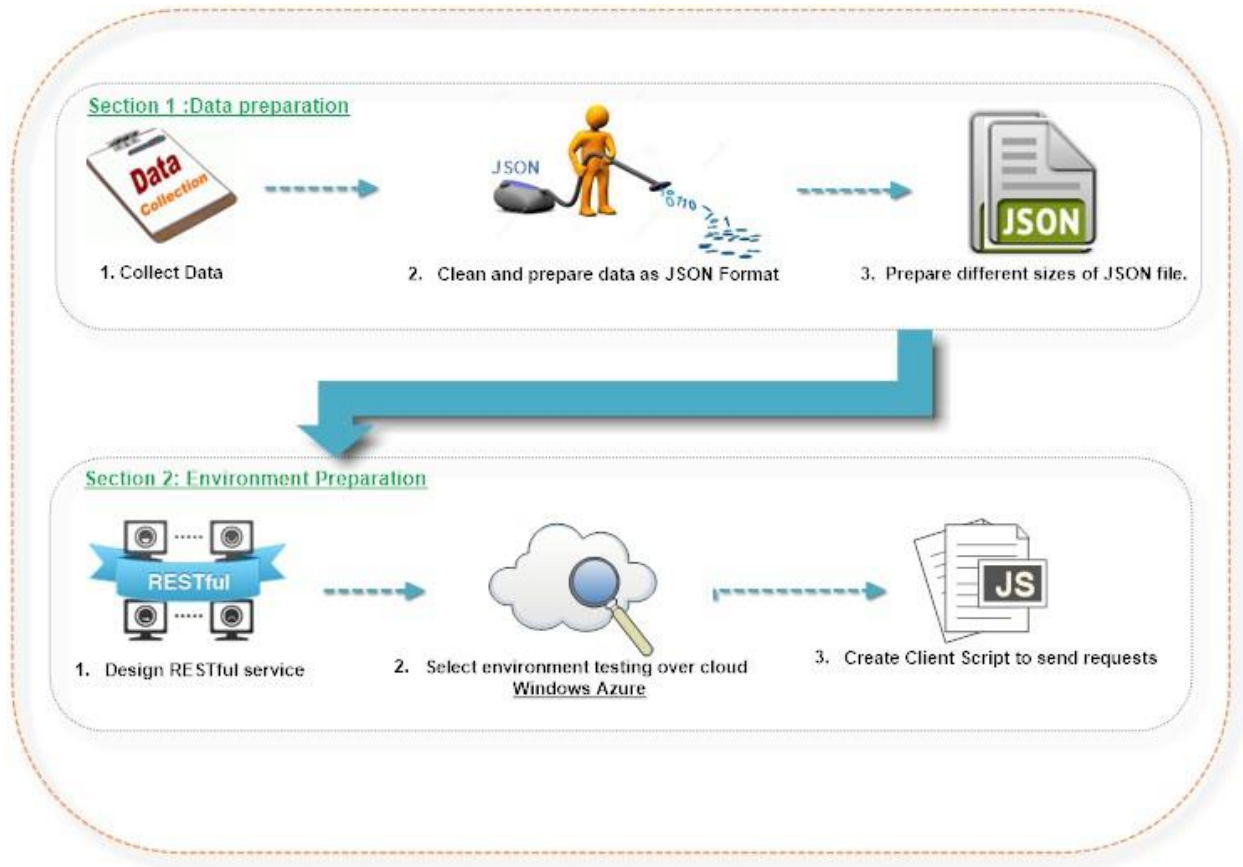 Section 1 :Data preparation
Data
Collection
JSON
JSON
1. Collect Data
2. Clean and prepare data as JSON Format
3. Prepare different sizes of JSON file.
Section 2: Environment Preparation
RESTful
JS
1. Design RESTful service
2. Select environment testing over cloud
Windows Azure
3. Create Client Script to send requests